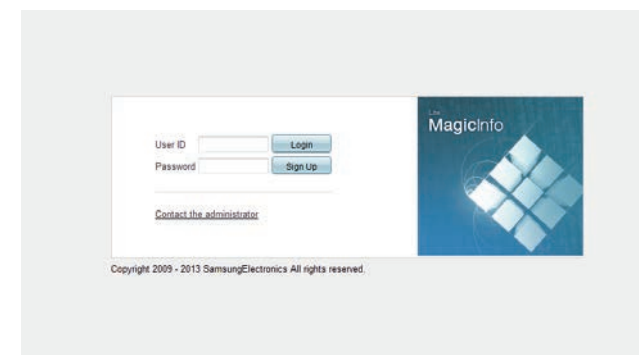 Lite
MagicInfo
User ID
Login
Password
Sign Up
Contact the administrator
Copyright 2009 - 2013 SamsungElectronics All rights reserved.